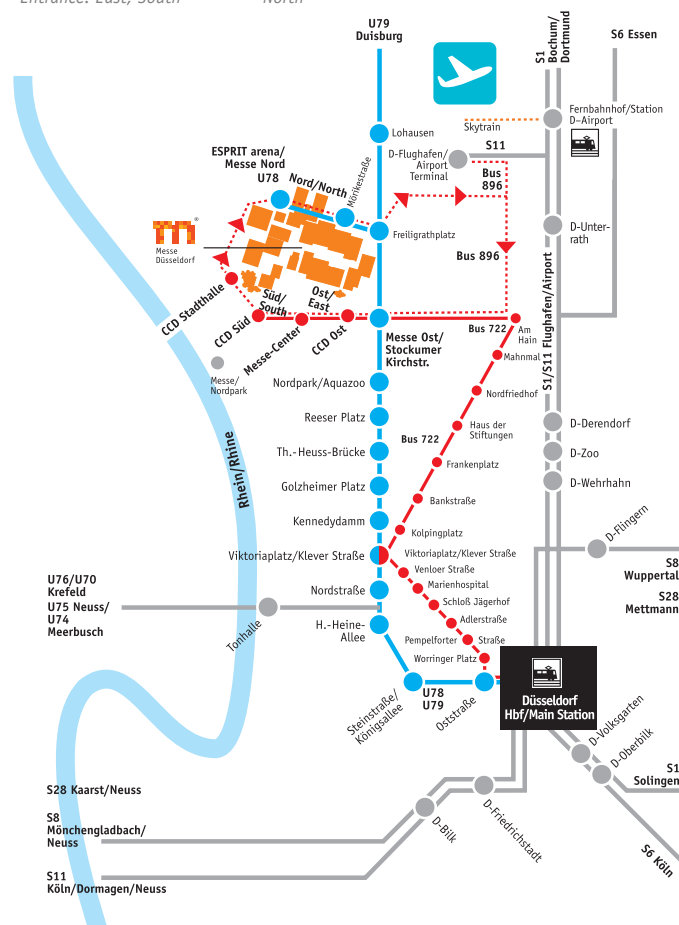 Entrance: East, South
North
U79
Duisburg
S1
Bochum/
Dortmund
S6 Essen
Lohausen
Skytrain
Fernbahnhof/Station
D–Airport
S11
D-Flughafen/
Airport
Terminal
Bus
896
ESPRIT arena/
Messe Nord
U78
Nord/North
Mörikestraße
Freiligrathplatz
D-Unter-
rath
®
Messe
Düsseldorf
Bus 896
CCD Stadthalle
Süd/
South
Ost/
East
CCD Süd
Messe-Center
CCD Ost
Messe Ost/
Stockumer
Kirchstr.
Bus 722
Am
Hain
S1/S11 Flughafen/Airport
Mahnmal
Messe/
Nordpark
Nordpark/Aquazoo
Nordfriedhof
Reeser Platz
Haus der
Stiftungen
D-Derendorf
Bus 722
Th.-Heuss-Brücke
D-Zoo
Frankenplatz
Rhein/Rhine
Golzheimer Platz
D-Wehrhahn
Bankstraße
Kennedydamm
Kolpingplatz
D-Flingern
Viktoriaplatz/Klever Straße
Viktoriaplatz/Klever Straße
Venloer Straße
S8
Wuppertal
U76/U70
Krefeld
Nordstraße
Marienhospital
S28
Mettmann
U75 Neuss/
U74
Meerbusch
Schloß Jägerhof
Tonhalle
H.-Heine-
Allee
Adlerstraße
Pempelforter Straße
Worringer Platz
Steinstraße/
Königsallee
U78
U79
Oststraße
Düsseldorf
Hbf/Main Station
D-Volksgarten
D-Oberbilk
S1
Solingen
S28 Kaarst/Neuss
S8
Mönchengladbach/
Neuss
D-Bilk
D-Friedrichstadt
S6 Köln
S11
Köln/Dormagen/Neuss